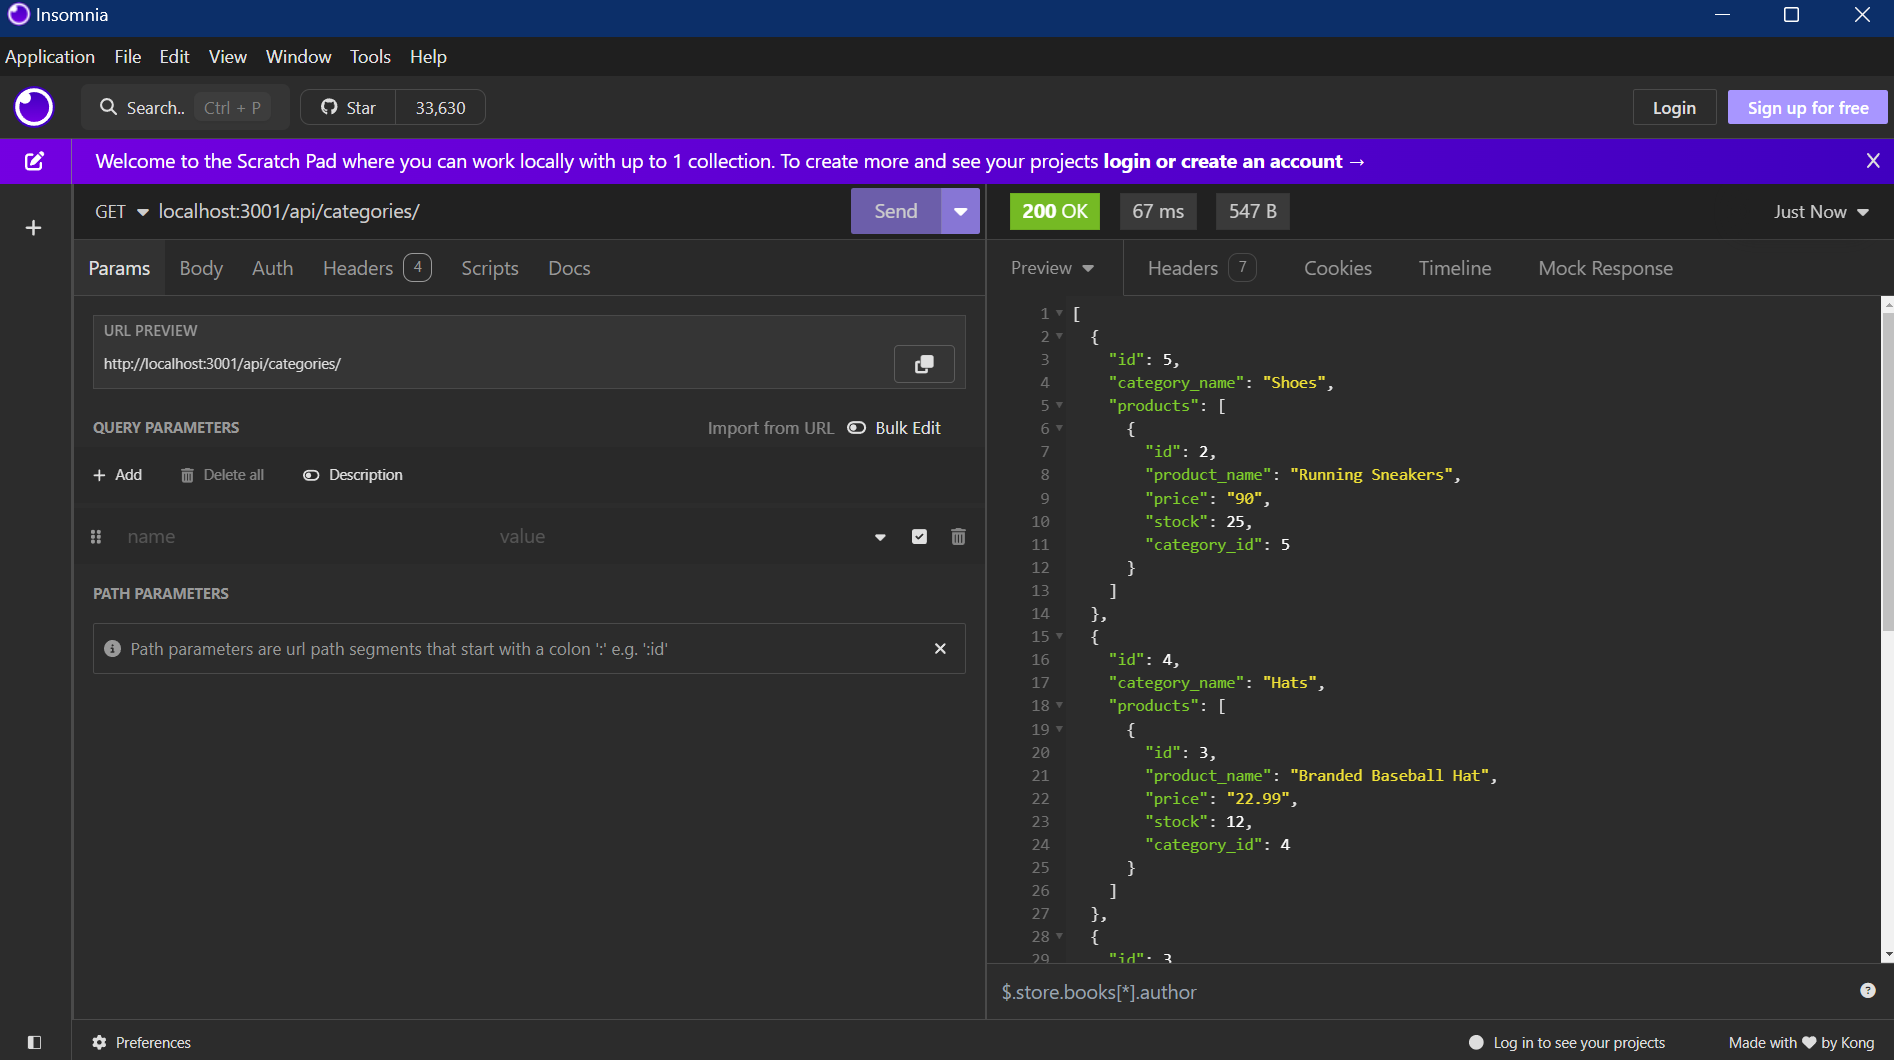 Insomnia
Application File Edit View Window Tools Help
Search.. Ctrl + P Star 33,630 Login Sign up for free
Welcome to the Scratch Pad where you can work locally with up to 1 collection. To create more and see your projects login or create an account → X
GET localhost:3001/api/categories/ Send
200 OK 67 ms 547 B Just Now
Params Body Auth Headers 4 Scripts Docs
Preview Headers 7 Cookies Timeline Mock Response
URL PREVIEW
http://localhost:3001/api/categories/
QUERY PARAMETERS Import from URL Bulk Edit
+ Add Delete all Description
name value
PATH PARAMETERS
Path parameters are url path segments that start with a colon ':' e.g. ':id'
1 [
2 {
3 "id": 5,
4 "category_name": "Shoes",
5 "products": [
6 {
7 "id": 2,
8 "product_name": "Running Sneakers",
9 "price": "90",
10 "stock": 25,
11 "category_id": 5
12 }
13 ]
14 },
15 {
16 "id": 4,
17 "category_name": "Hats",
18 "products": [
19 {
20 "id": 3,
21 "product_name": "Branded Baseball Hat",
22 "price": "22.99",
23 "stock": 12,
24 "category_id": 4
25 }
26 ]
27 },
28 {
29 "id": 3
$.store.books[*].author
Preferences Log in to see your projects Made with ♥ by Kong